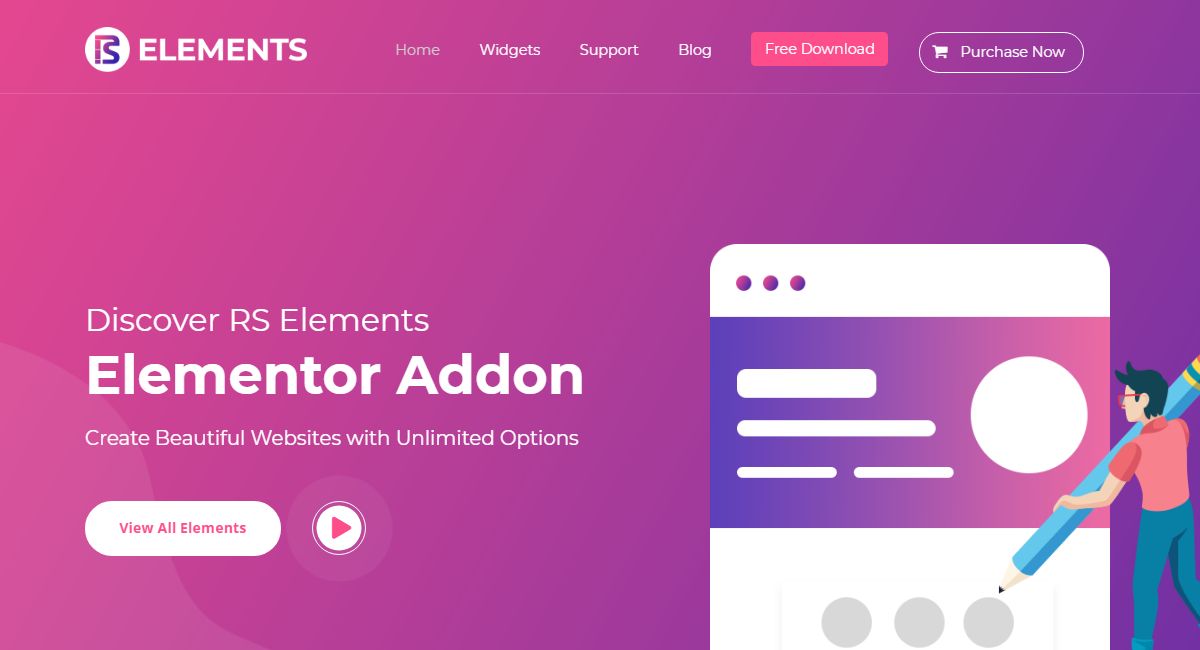 RS ELEMENTS
Home
Widgets
Support
Blog
Free Download
Purchase Now
Discover RS Elements
Elementor Addon
Create Beautiful Websites with Unlimited Options
View All Elements